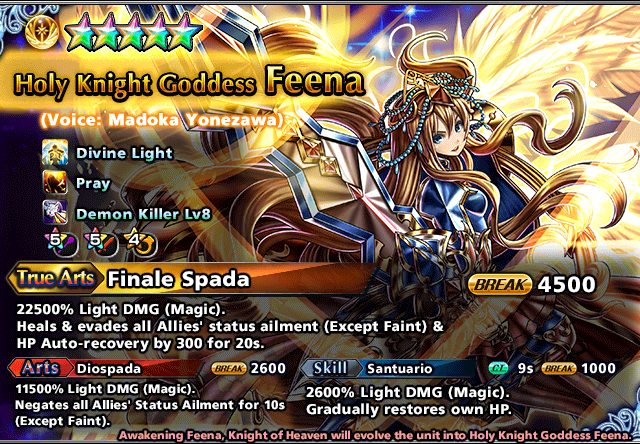 Holy Knight Goddess Feena
(Voice: Madoka Yonezawa)
Divine Light
Pray
Demon Killer Lv8
5 5 4
True Arts Finale Spada BREAK 4500
22500% Light DMG (Magic).
Heals & evades all Allies' status ailment (Except Faint) &
HP Auto-recovery by 300 for 20s.
Arts Diospada BREAK 2600
11500% Light DMG (Magic).
Negates all Allies' Status Ailment for 10s
(Except Faint).
Skill Santuario CT 9s BREAK 1000
2600% Light DMG (Magic).
Gradually restores own HP.
Awakening Feena, Knight of Heaven will evolve the unit into Holy Knight Goddess Feena